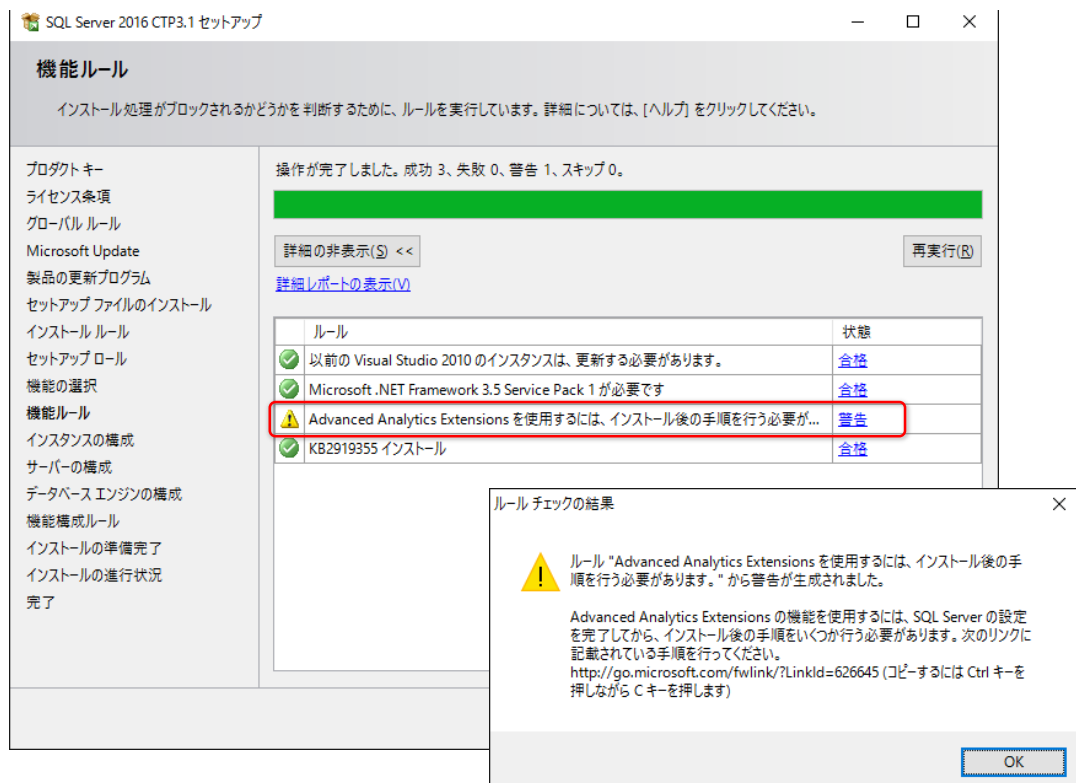 SQL Server 2016 CTP3.1 セットアップ
機能ルール
インストール処理がブロックされるかどうかを判断するために、ルールを実行しています。詳細については、[ヘルプ] をクリックしてください。
プロダクト キー
ライセンス条項
グローバル ルール
Microsoft Update
製品の更新プログラム
セットアップ ファイルのインストール
インストール ルール
セットアップ ロール
機能の選択
機能ルール
インスタンスの構成
サーバーの構成
データベース エンジンの構成
機能構成ルール
インストールの準備完了
インストールの進行状況
完了
操作が完了しました。成功 3、失敗 0、警告 1、スキップ 0。
詳細の非表示(S) <<
再実行(R)
詳細レポートの表示(V)
ルール 状態
以前の Visual Studio 2010 のインスタンスは、更新する必要があります。 合格
Microsoft .NET Framework 3.5 Service Pack 1 が必要です 合格
Advanced Analytics Extensions を使用するには、インストール後の手順を行う必要が... 警告
KB2919355 インストール 合格
ルール チェックの結果
ルール "Advanced Analytics Extensions を使用するには、インストール後の手
順を行う必要があります。" から警告が生成されました。
Advanced Analytics Extensions の機能を使用するには、SQL Server の設定
を完了してから、インストール後の手順をいくつか行う必要があります。次のリンクに
記載されている手順を行ってください。
http://go.microsoft.com/fwlink/?LinkId=626645 (コピーするには Ctrl キーを
押しながら C キーを押します)
OK